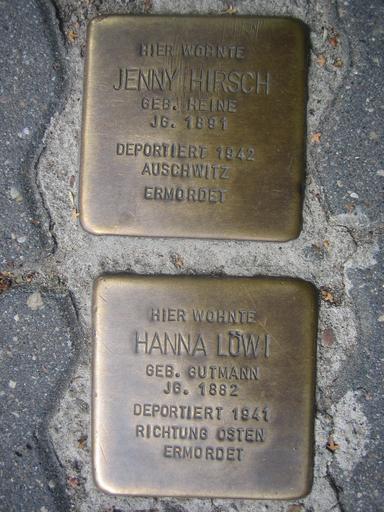 HIER WOHNTE
JENNY HIRSCH
GEB. HEINE
JG. 1891
DEPORTIERT 1942
AUSCHWITZ
ERMORDET
HIER WOHNTE
HANNA LÖWI
GEB. GUTMANN
JG. 1882
DEPORTIERT 1941
RICHTUNG OSTEN
ERMORDET